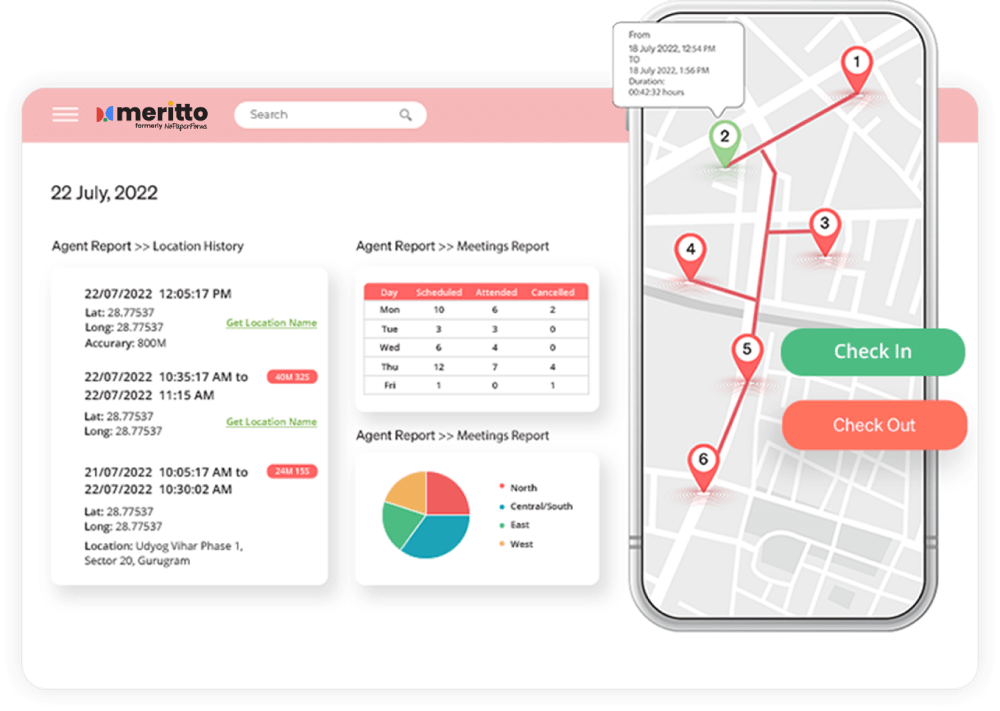 meritto
formerly NoPaperForms
Search
22 July, 2022
Agent Report >> Location History
22/07/2022 12:05:17 PM
Lat: 28.77537
Long: 28.77537
Accurary: 800M
Get Location Name
22/07/2022 10:35:17 AM to
22/07/2022 11:15 AM
40M 32S
Lat: 28.77537
Long: 28.77537
Get Location Name
21/07/2022 10:05:17 AM to
22/07/2022 10:30:02 AM
24M 15S
Lat: 28.77537
Long: 28.77537
Location: Udyog Vihar Phase 1,
Sector 20, Gurugram
Agent Report >> Meetings Report
Day Scheduled Attended Cancelled
Mon 10 6 2
Tue 3 3 0
Wed 6 4 0
Thu 12 7 4
Fri 1 0 1
Agent Report >> Meetings Report
North
Central/South
East
West
From
18 July 2022, 12:54 PM
TO
18 July 2022, 1:56 PM
Duration:
00:42:32 hours
1
2
3
4
5
6
Check In
Check Out